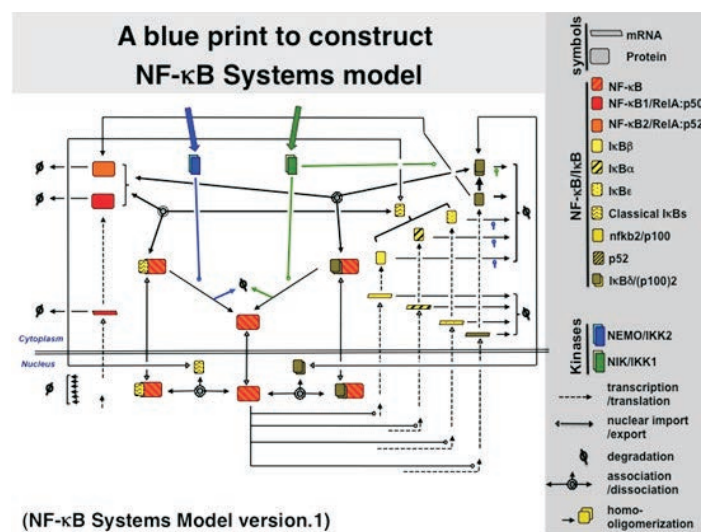 A blue print to construct
NF-κB Systems model
Cytoplasm
Nucleus
(NF-κB Systems Model version.1)
symbols
mRNA
Protein
NF-κB/IκB
NF-κB
NF-κB1/RelA:p50
NF-κB2/RelA:p52
IκBβ
IκBα
IκBε
Classical IκBs
nfkb2/p100
p52
IκBδ/(p100)2
Kinases
NEMO/IKK2
NIK/IKK1
transcription
/translation
nuclear import
/export
degradation
association
/dissociation
homo-
oligomerization